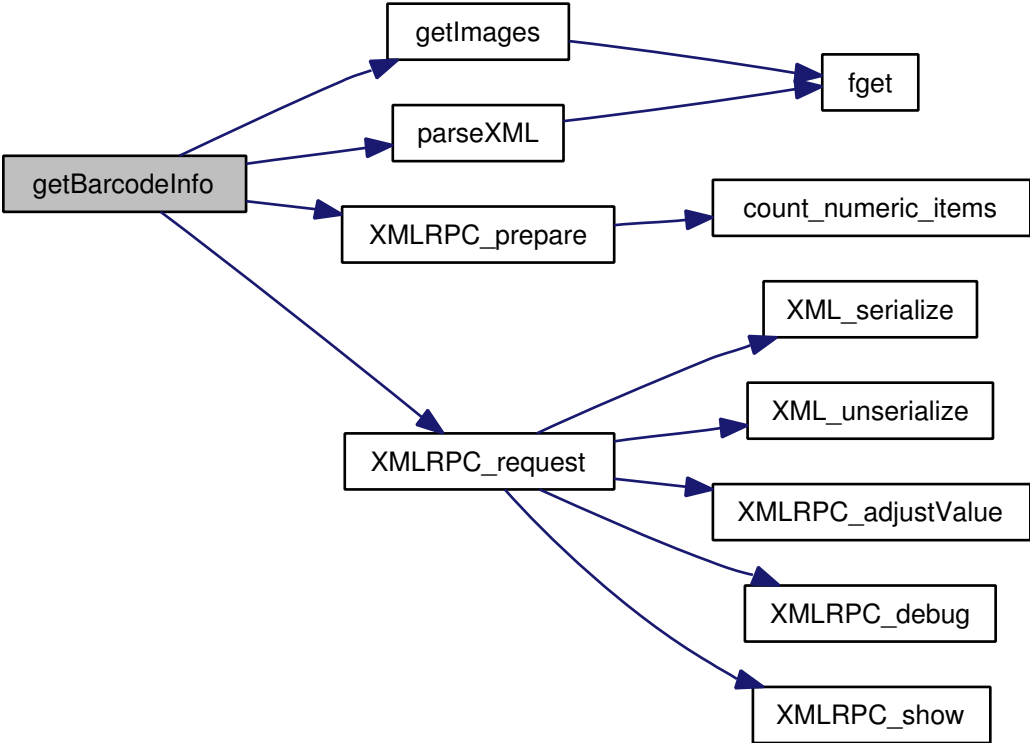 getImages
fget
parseXML
getBarcodeInfo
XMLRPC_prepare
count_numeric_items
XML_serialize
XML_unserialize
XMLRPC_request
XMLRPC_adjustValue
XMLRPC_debug
XMLRPC_show